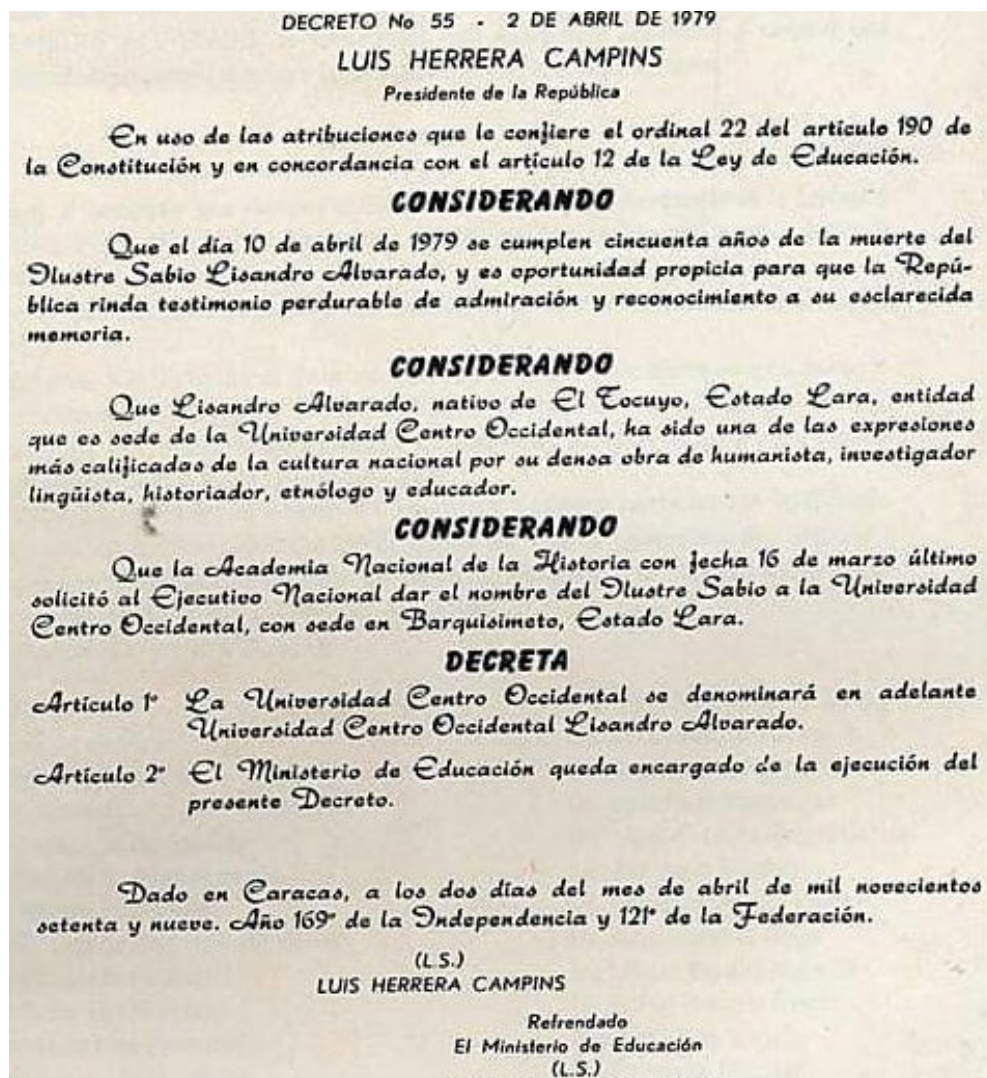 DECRETO No 55 - 2 DE ABRIL DE 1979
LUIS HERRERA CAMPINS
Presidente de la República
En uso de las atribuciones que le confiere el ordinal 22 del artículo 190 de
la Constitución y en concordancia con el artículo 12 de la Ley de Educación.
CONSIDERANDO
Que el día 10 de abril de 1979 se cumplen cincuenta años de la muerte del
Ilustre Sabio Lisandro Alvarado, y es oportunidad propicia para que la Repú-
blica rinda testimonio perdurable de admiración y reconocimiento a su esclarecida
memoria.
CONSIDERANDO
Que Lisandro Alvarado, nativo de El Tocuyo, Estado Lara, entidad
que es sede de la Universidad Centro Occidental, ha sido una de las expresiones
más calificadas de la cultura nacional por su densa obra de humanista, investigador
lingüista, historiador, etnólogo y educador.
CONSIDERANDO
Que la Academia Nacional de la Historia con fecha 16 de marzo último
solicitó al Ejecutivo Nacional dar el nombre del Ilustre Sabio a la Universidad
Centro Occidental, con sede en Barquisimeto, Estado Lara.
DECRETA
Artículo 1º La Universidad Centro Occidental se denominará en adelante
Universidad Centro Occidental Lisandro Alvarado.
Artículo 2º El Ministerio de Educación queda encargado de la ejecución del
presente Decreto.
Dado en Caracas, a los dos días del mes de abril de mil novecientos
setenta y nueve. Año 169º de la Independencia y 121º de la Federación.
(L.S.)
LUIS HERRERA CAMPINS
Refrendado
El Ministerio de Educación
(L.S.)